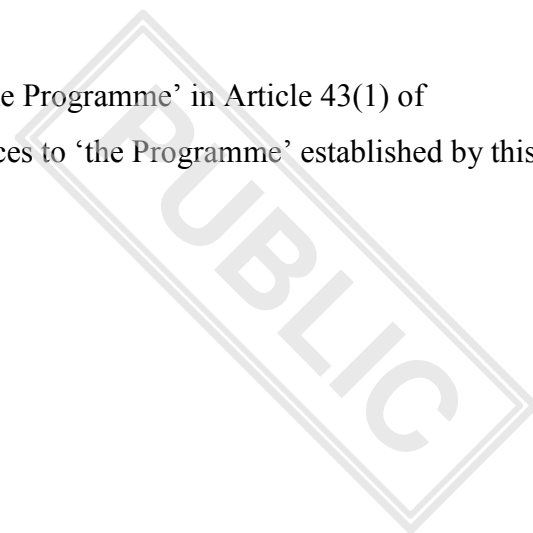 e Programme’ in Article 43(1) of
ces to ‘the Programme’ established by this
PUBLIC